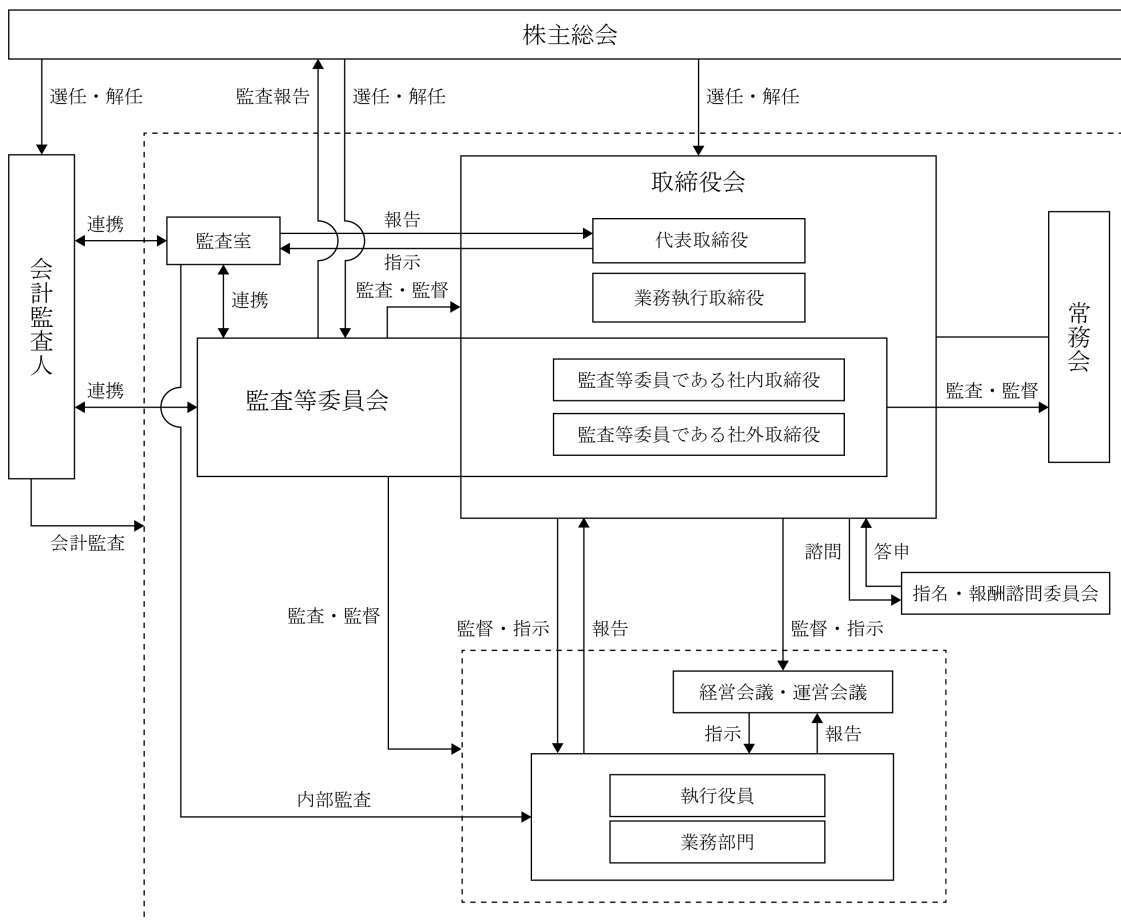 株主総会
選任・解任
監査報告
選任・解任
選任・解任
取締役会
連携
監査室
報告
代表取締役
指示
会計監査人
連携
監査・監督
業務執行取締役
常務会
監査等委員会
監査等委員である社内取締役
連携
監査・監督
監査等委員である社外取締役
会計監査
諮問
答申
指名・報酬諮問委員会
監査・監督
監督・指示
報告
監督・指示
経営会議・運営会議
指示
報告
内部監査
執行役員
業務部門